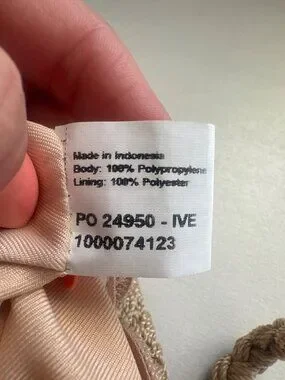 Made in Indonesia
Body: 100% Polypropylene
Lining: 100% Polyester
PO 24950 - IVE
1000074123